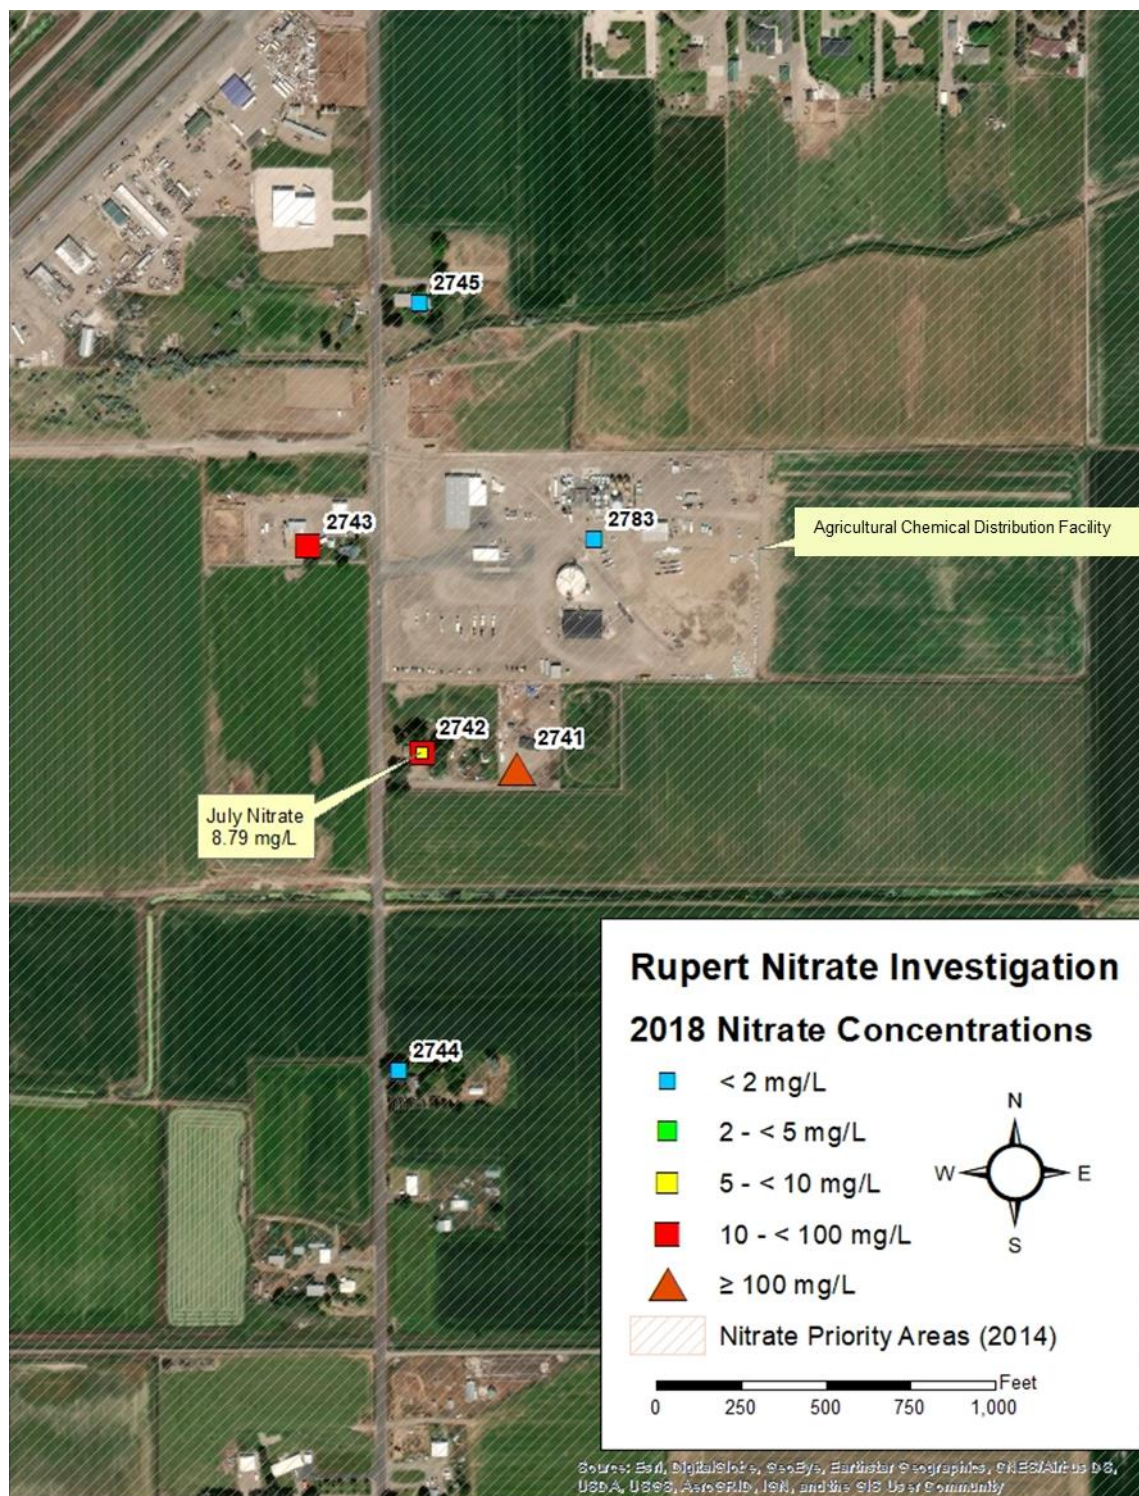 2745
2743
2783
Agricultural Chemical Distribution Facility
2742
2741
July Nitrate
8.79 mg/L
2744
Rupert Nitrate Investigation
2018 Nitrate Concentrations
< 2 mg/L
2 - < 5 mg/L
5 - < 10 mg/L
10 - < 100 mg/L
≥ 100 mg/L
Nitrate Priority Areas (2014)
N
W E
S
Feet
0 250 500 750 1,000
Source: Esri, DigitalGlobe, GeoEye, Earthstar Geographics, CNES/Airbus DS,
USDA, USGS, AeroGRID, IGN, and the GIS User Community